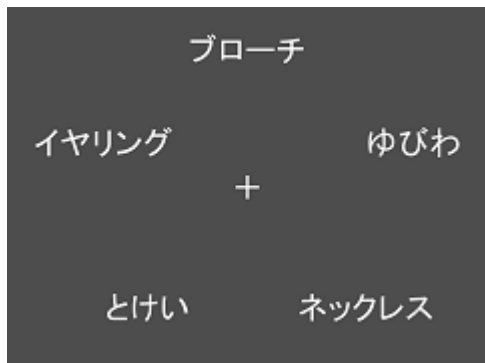 ブローチ
イヤリング
ゆびわ
+
とけい
ネックレス